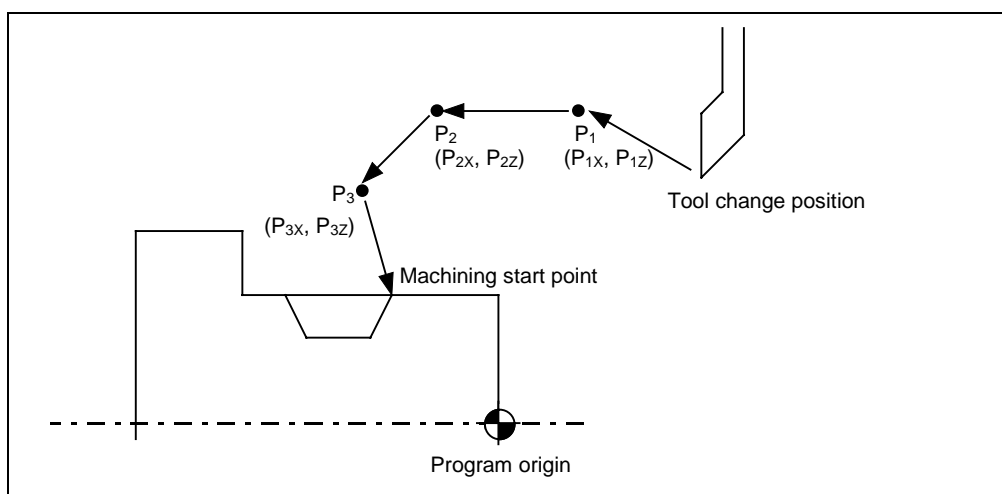 P2
(P2X, P2Z)
P1
(P1X, P1Z)
Tool change position
P3
(P3X, P3Z)
Machining start point
Program origin